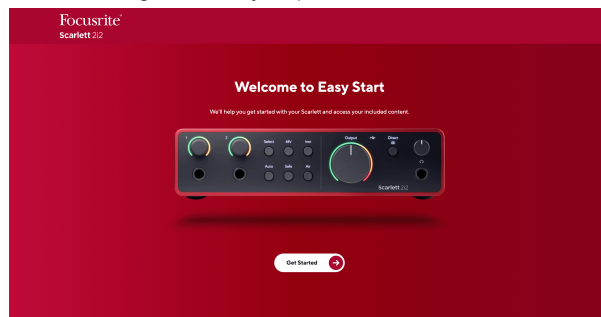 Focusrite®
Scarlett 2i2
Welcome to Easy Start
We'll help you get started with your Scarlett and access your included content.
1 2 Select 48V Inst Output Direct
Auto Safe Air
Scarlett 2i2
Get Started